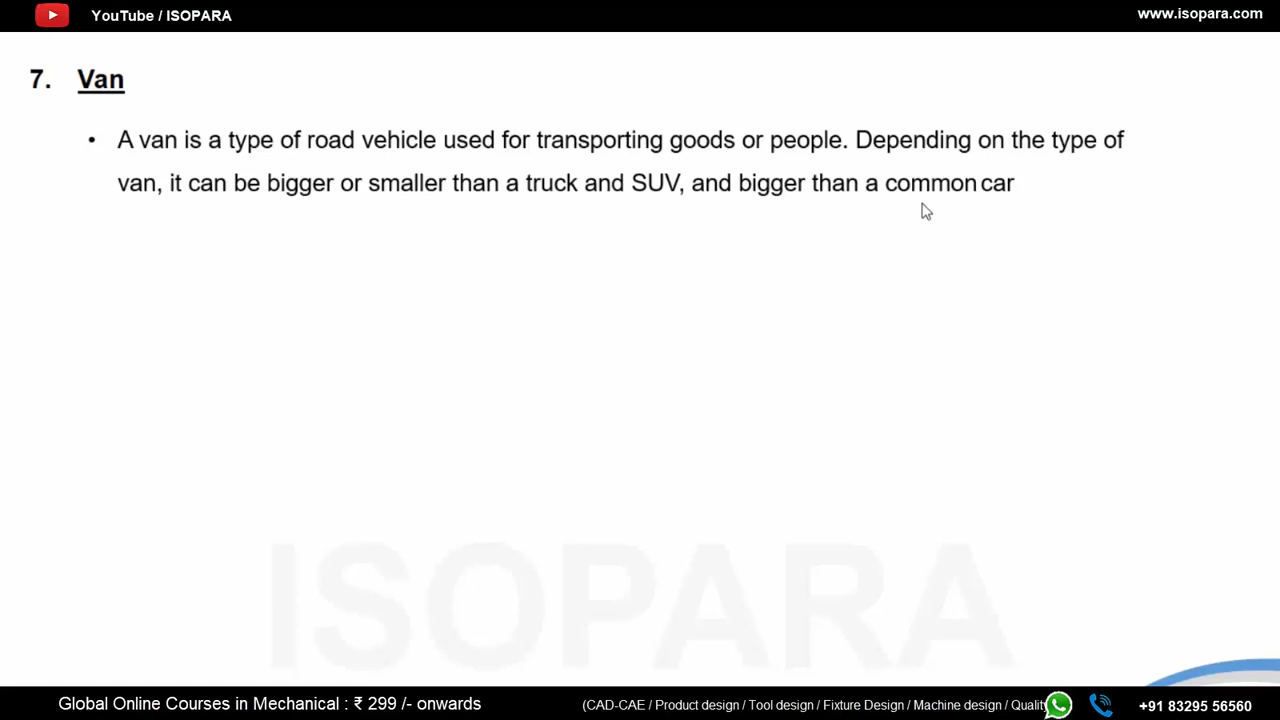 YouTube / ISOPARA
www.isopara.com
7. Van
• A van is a type of road vehicle used for transporting goods or people. Depending on the type of
van, it can be bigger or smaller than a truck and SUV, and bigger than a common car
ISOPARA
Global Online Courses in Mechanical : ₹ 299 /- onwards
(CAD-CAE / Product design / Tool design / Fixture Design / Machine design / Quality
+91 83295 56560